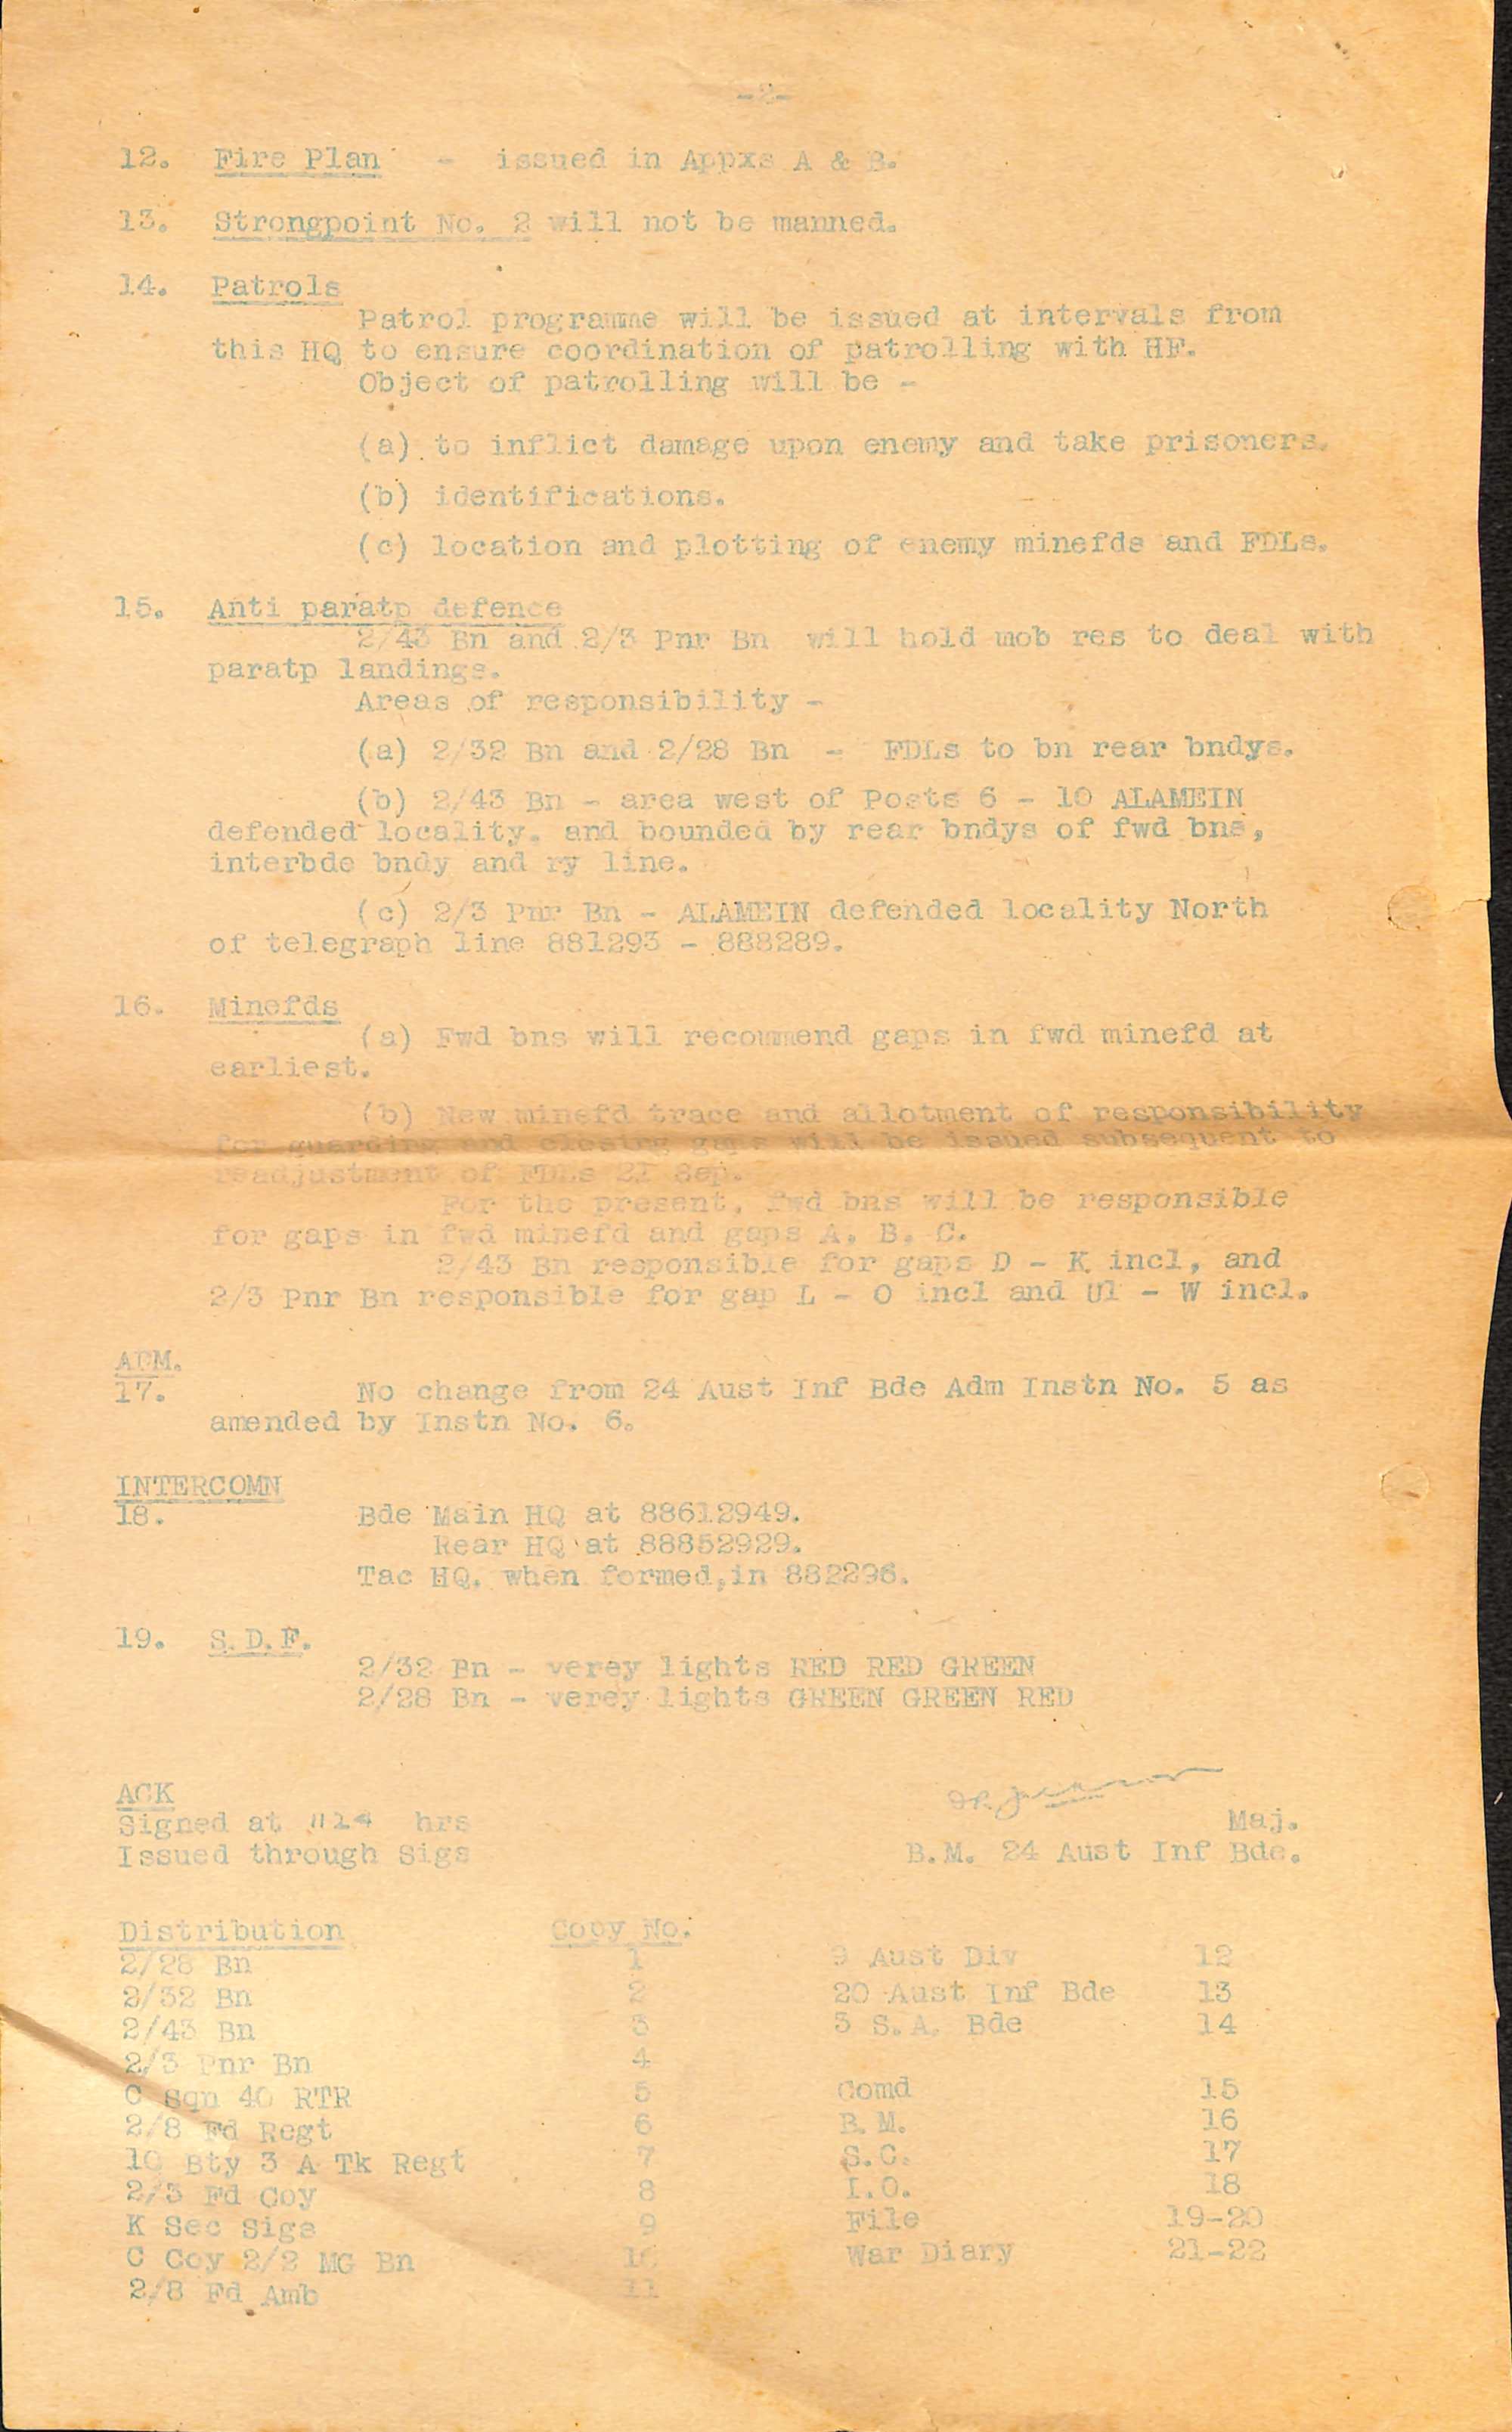 -2-
12. Fire Plan - issued in Appxs A & B.
13. Strongpoint No. 2 will not be manned.
14. Patrols
Patrol programme will be issued at intervals from
this HQ to ensure coordination of patrolling with HF.
Object of patrolling will be -
(a) to inflict damage upon enemy and take prisoners.
(b) identifications.
(c) location and plotting of enemy minefds and FDLs.
15. Anti paratp defence
2/43 Bn and 2/3 Pnr Bn will hold mob res to deal with
paratp landings.
Areas of responsibility -
(a) 2/32 Bn and 2/28 Bn - FDLs to bn rear bndys.
(b) 2/43 Bn - area west of Posts 6 - 10 ALAMEIN
defended locality. and bounded by rear bndys of fwd bns,
interbde bndy and ry line.
(c) 2/3 Pnr Bn - ALAMEIN defended locality North
of telegraph line 881293 - 888289.
16. Minefds
(a) Fwd bns will recommend gaps in fwd minefd at
earliest.
(b) New minefd trace and allotment of responsibility
for guarding and closing gaps will be issued subsequent to
readjustment of FDLs 21 Sep.
For the present, fwd bns will be responsible
for gaps in fwd minefd and gaps A. B. C.
2/43 Bn responsible for gaps D - K incl, and
2/3 Pnr Bn responsible for gap L - O incl and U1 - W incl.
ADM.
17. No change from 24 Aust Inf Bde Adm Instn No. 5 as
amended by Instn No. 6.
INTERCOMN
18. Bde Main HQ at 88612949.
Rear HQ at 88852929.
Tac HQ. when formed, in 882296.
19. S.D.F.
2/32 Bn - verey lights RED RED GREEN
2/28 Bn - verey lights GREEN GREEN RED
ACK
Signed at 1124 hrs
Maj.
Issued through Sigs
B.M. 24 Aust Inf Bde.
Distribution Copy No.
2/28 Bn 1 9 Aust Div 12
2/32 Bn 2 20 Aust Inf Bde 13
2/43 Bn 3 3 S.A. Bde 14
2/3 Pnr Bn 4
C Sqn 40 RTR 5 Comd 15
2/8 Fd Regt 6 B.M. 16
10 Bty 3 A Tk Regt 7 S.C. 17
2/3 Fd Coy 8 I.O. 18
K Sec Sigs 9 File 19-20
C Coy 2/2 MG Bn 10 War Diary 21-22
2/8 Fd Amb 11